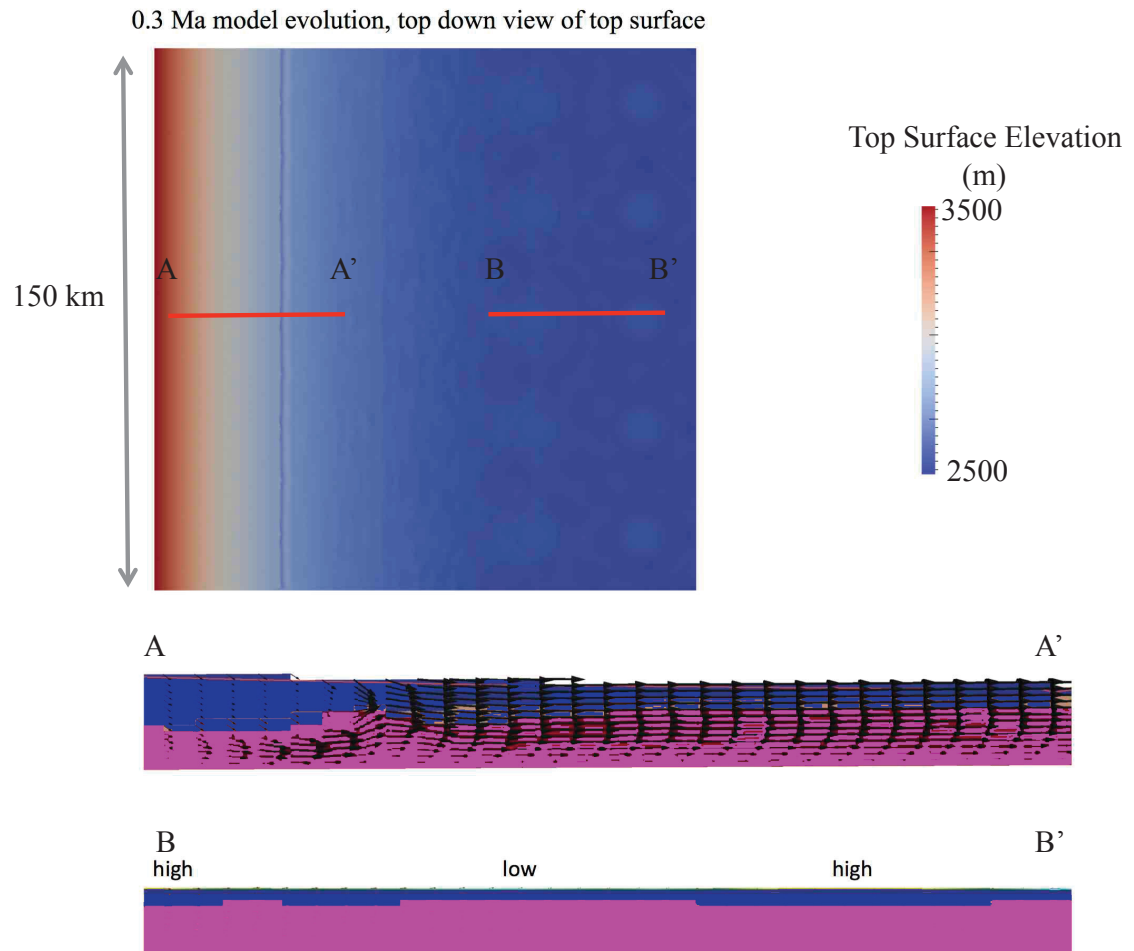 0.3 Ma model evolution, top down view of top surface
Top Surface Elevation
(m)
3500
2500
150 km
A
A’
B
B’
A
A’
B
B’
high
low
high